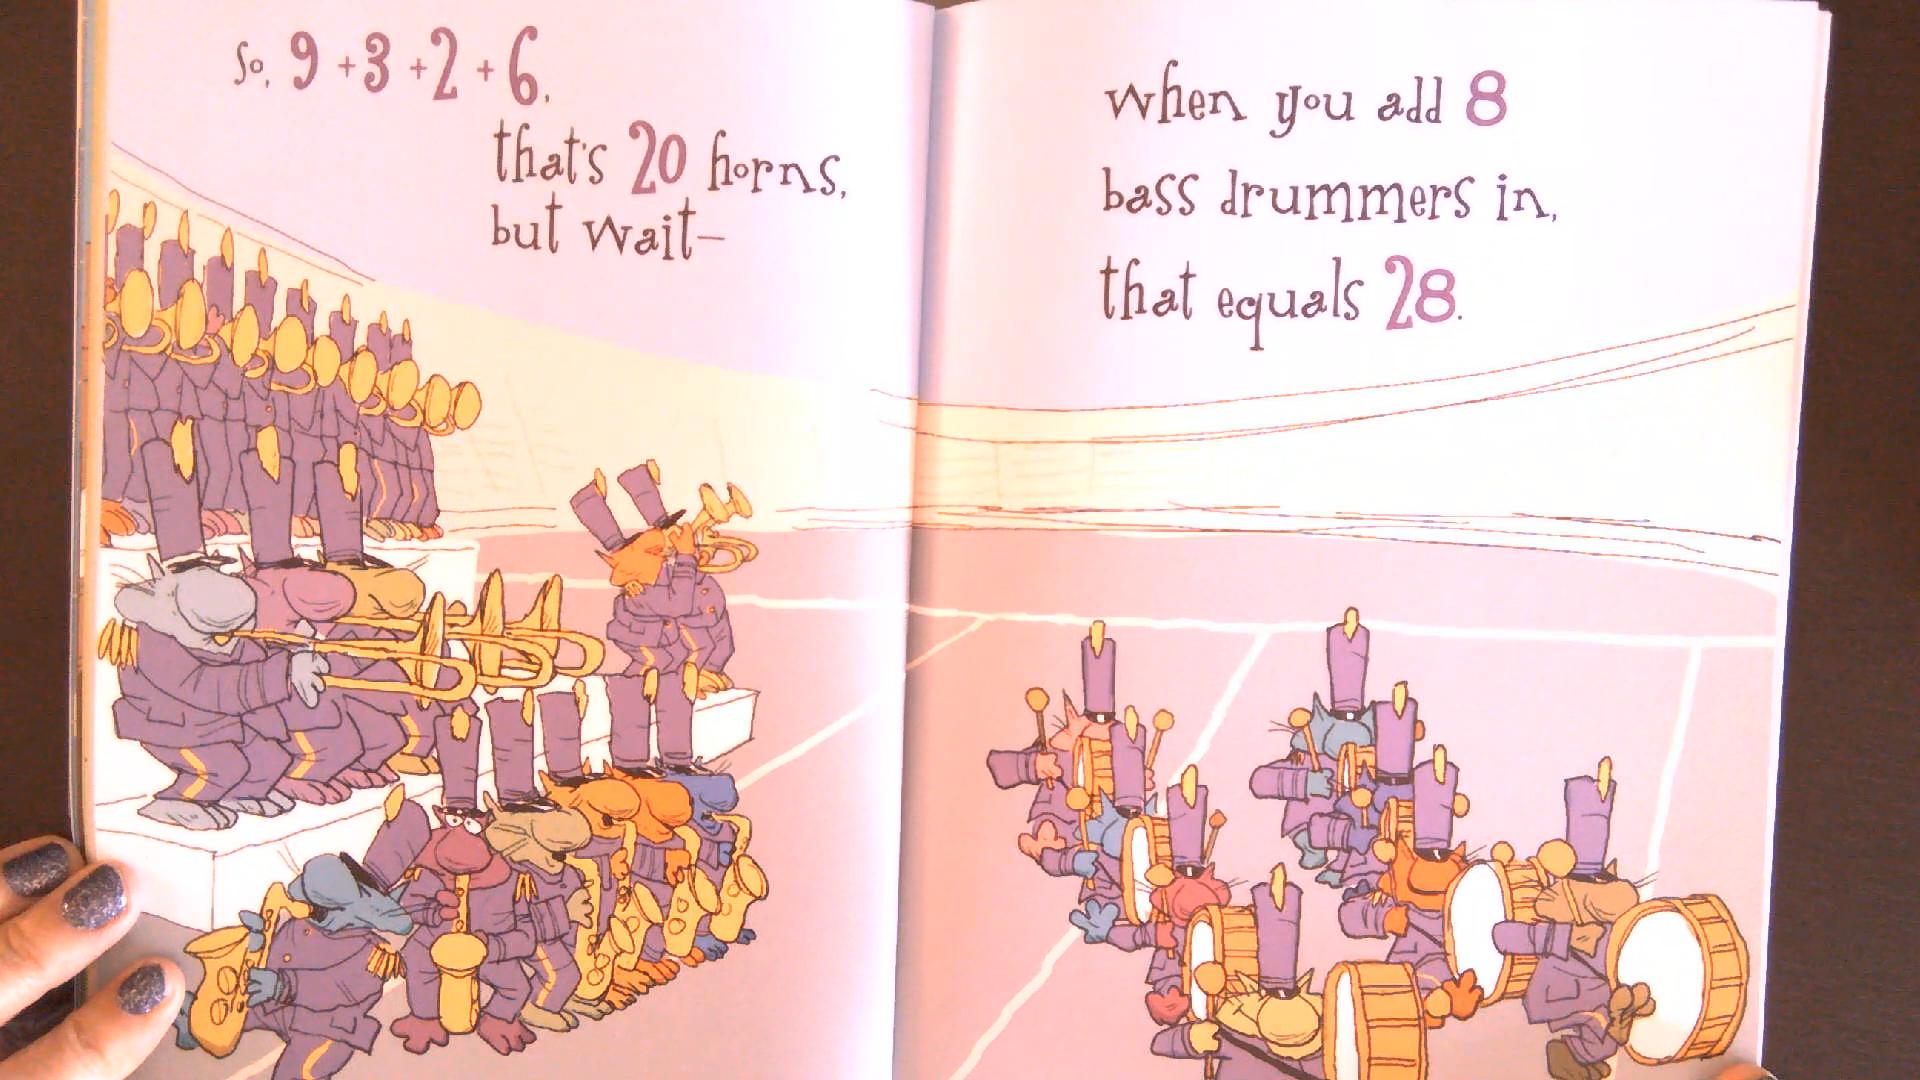 So, 9 + 3 + 2 + 6,
that's 20 horns,
but wait—
when you add 8
bass drummers in,
that equals 28.